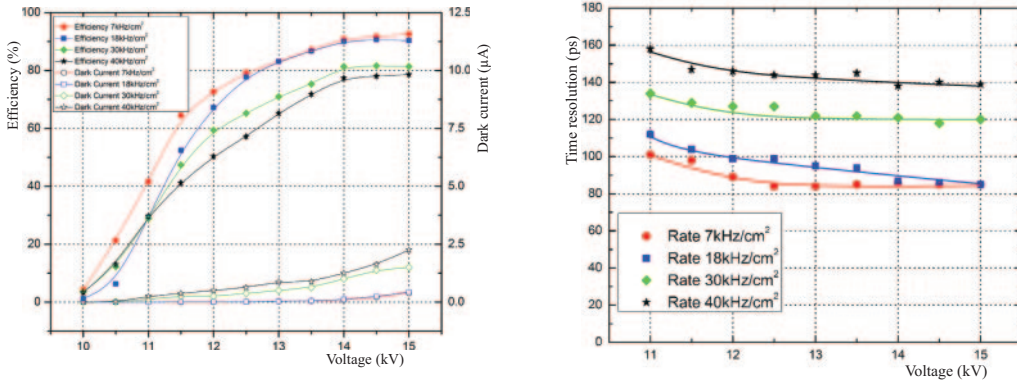 Efficiency (%)
100
80
60
40
20
0
Efficiency 7kHz/cm²
Efficiency 18kHz/cm²
Efficiency 30kHz/cm²
Efficiency 40kHz/cm²
Dark Current 7kHz/cm²
Dark Current 18kHz/cm²
Dark Current 30kHz/cm²
Dark Current 40kHz/cm²
12.5
10.0
7.5
5.0
2.5
0.0
Dark current (μA)
10 11 12 13 14 15
Voltage (kV)
Time resolution (ps)
180
160
140
120
100
80
60
40
20
0
Rate 7kHz/cm²
Rate 18kHz/cm²
Rate 30kHz/cm²
Rate 40kHz/cm²
11 12 13 14 15
Voltage (kV)